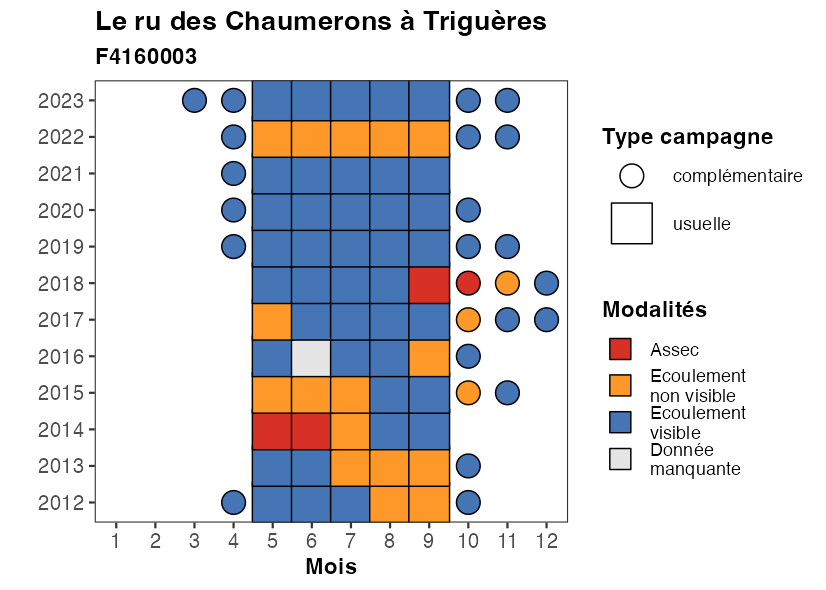 Le ru des Chaumerons à Triguères
F4160003
2023
2022
2021
2020
2019
2018
2017
2016
2015
2014
2013
2012
1 2 3 4 5 6 7 8 9 10 11 12
Mois
Type campagne
complémentaire
usuelle
Modalités
Assec
Ecoulement
non visible
Ecoulement
visible
Donnée
manquante